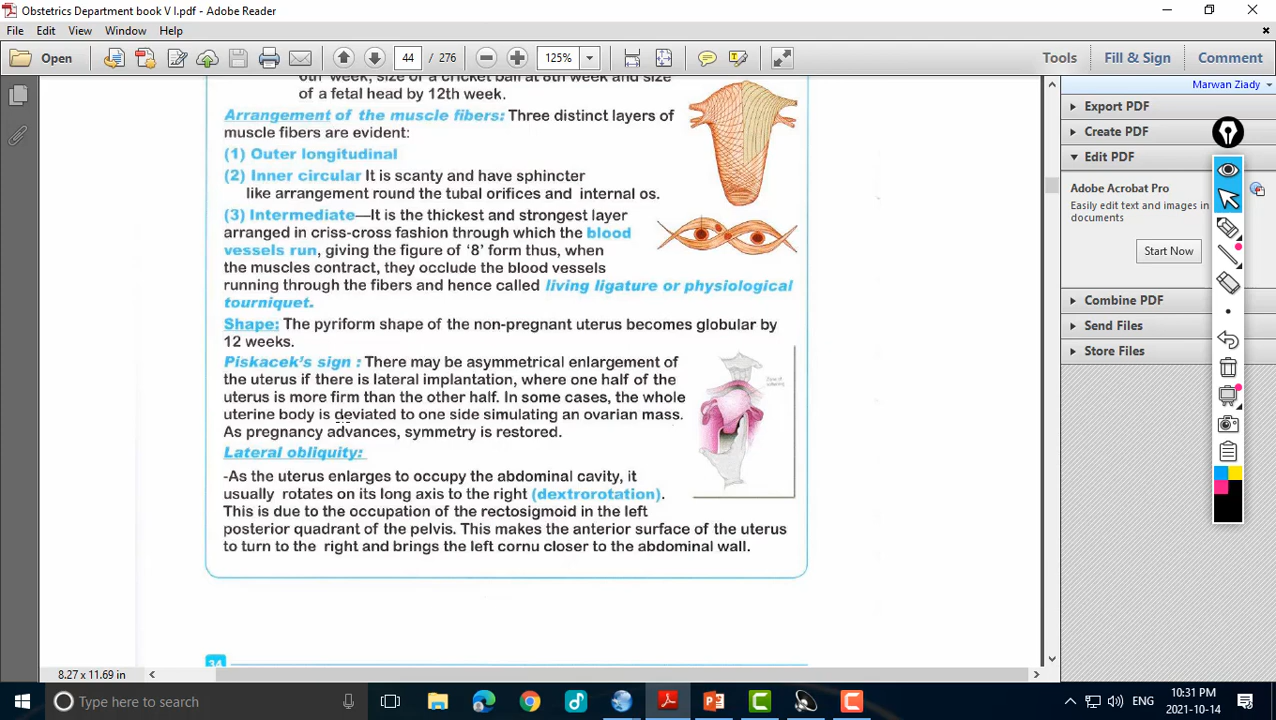 Obstetrics Department book V I.pdf - Adobe Reader
File Edit View Window Help
Open 44 / 276 125% Tools Fill & Sign Comment
Marwan Ziady
Export PDF
Create PDF
Edit PDF
Adobe Acrobat Pro
Easily edit text and images in
documents
Start Now
Combine PDF
Send Files
Store Files
6th week, size of a cricket ball at 8th week and size
of a fetal head by 12th week.
Arrangement of the muscle fibers: Three distinct layers of
muscle fibers are evident:
(1) Outer longitudinal
(2) Inner circular It is scanty and have sphincter
like arrangement round the tubal orifices and internal os.
(3) Intermediate—It is the thickest and strongest layer
arranged in criss-cross fashion through which the blood
vessels run, giving the figure of ‘8’ form thus, when
the muscles contract, they occlude the blood vessels
running through the fibers and hence called living ligature or physiological
tourniquet.
Shape: The pyriform shape of the non-pregnant uterus becomes globular by
12 weeks.
Piskacek’s sign : There may be asymmetrical enlargement of
the uterus if there is lateral implantation, where one half of the
uterus is more firm than the other half. In some cases, the whole
uterine body is deviated to one side simulating an ovarian mass.
As pregnancy advances, symmetry is restored.
Lateral obliquity:
-As the uterus enlarges to occupy the abdominal cavity, it
usually rotates on its long axis to the right (dextrorotation).
This is due to the occupation of the rectosigmoid in the left
posterior quadrant of the pelvis. This makes the anterior surface of the uterus
to turn to the right and brings the left cornu closer to the abdominal wall.
34
8.27 x 11.69 in
Type here to search
ENG
10:31 PM
2021-10-14